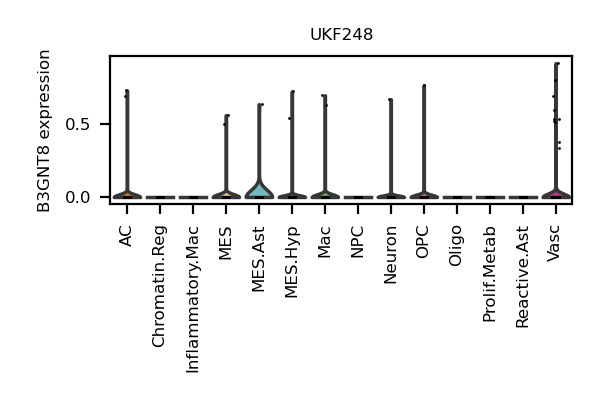 UKF248
B3GNT8 expression
0.5
0.0
AC
Chromatin.Reg
Inflammatory.Mac
MES
MES.Ast
MES.Hyp
Mac
NPC
Neuron
OPC
Oligo
Prolif.Metab
Reactive.Ast
Vasc